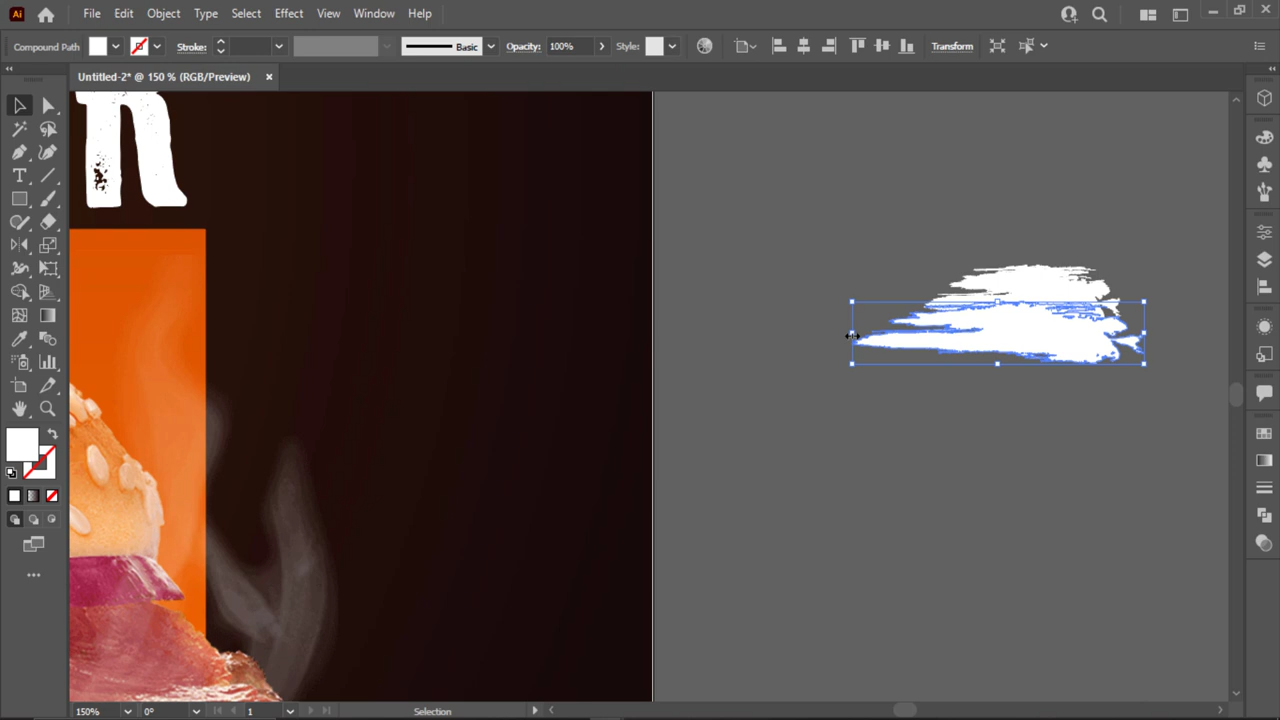 Ai File Edit Object Type Select Effect View Window Help
Compound Path Stroke: Basic Opacity: 100% Style: Transform
Untitled-2* @ 150 % (RGB/Preview)
R
150% 0° 1 Selection